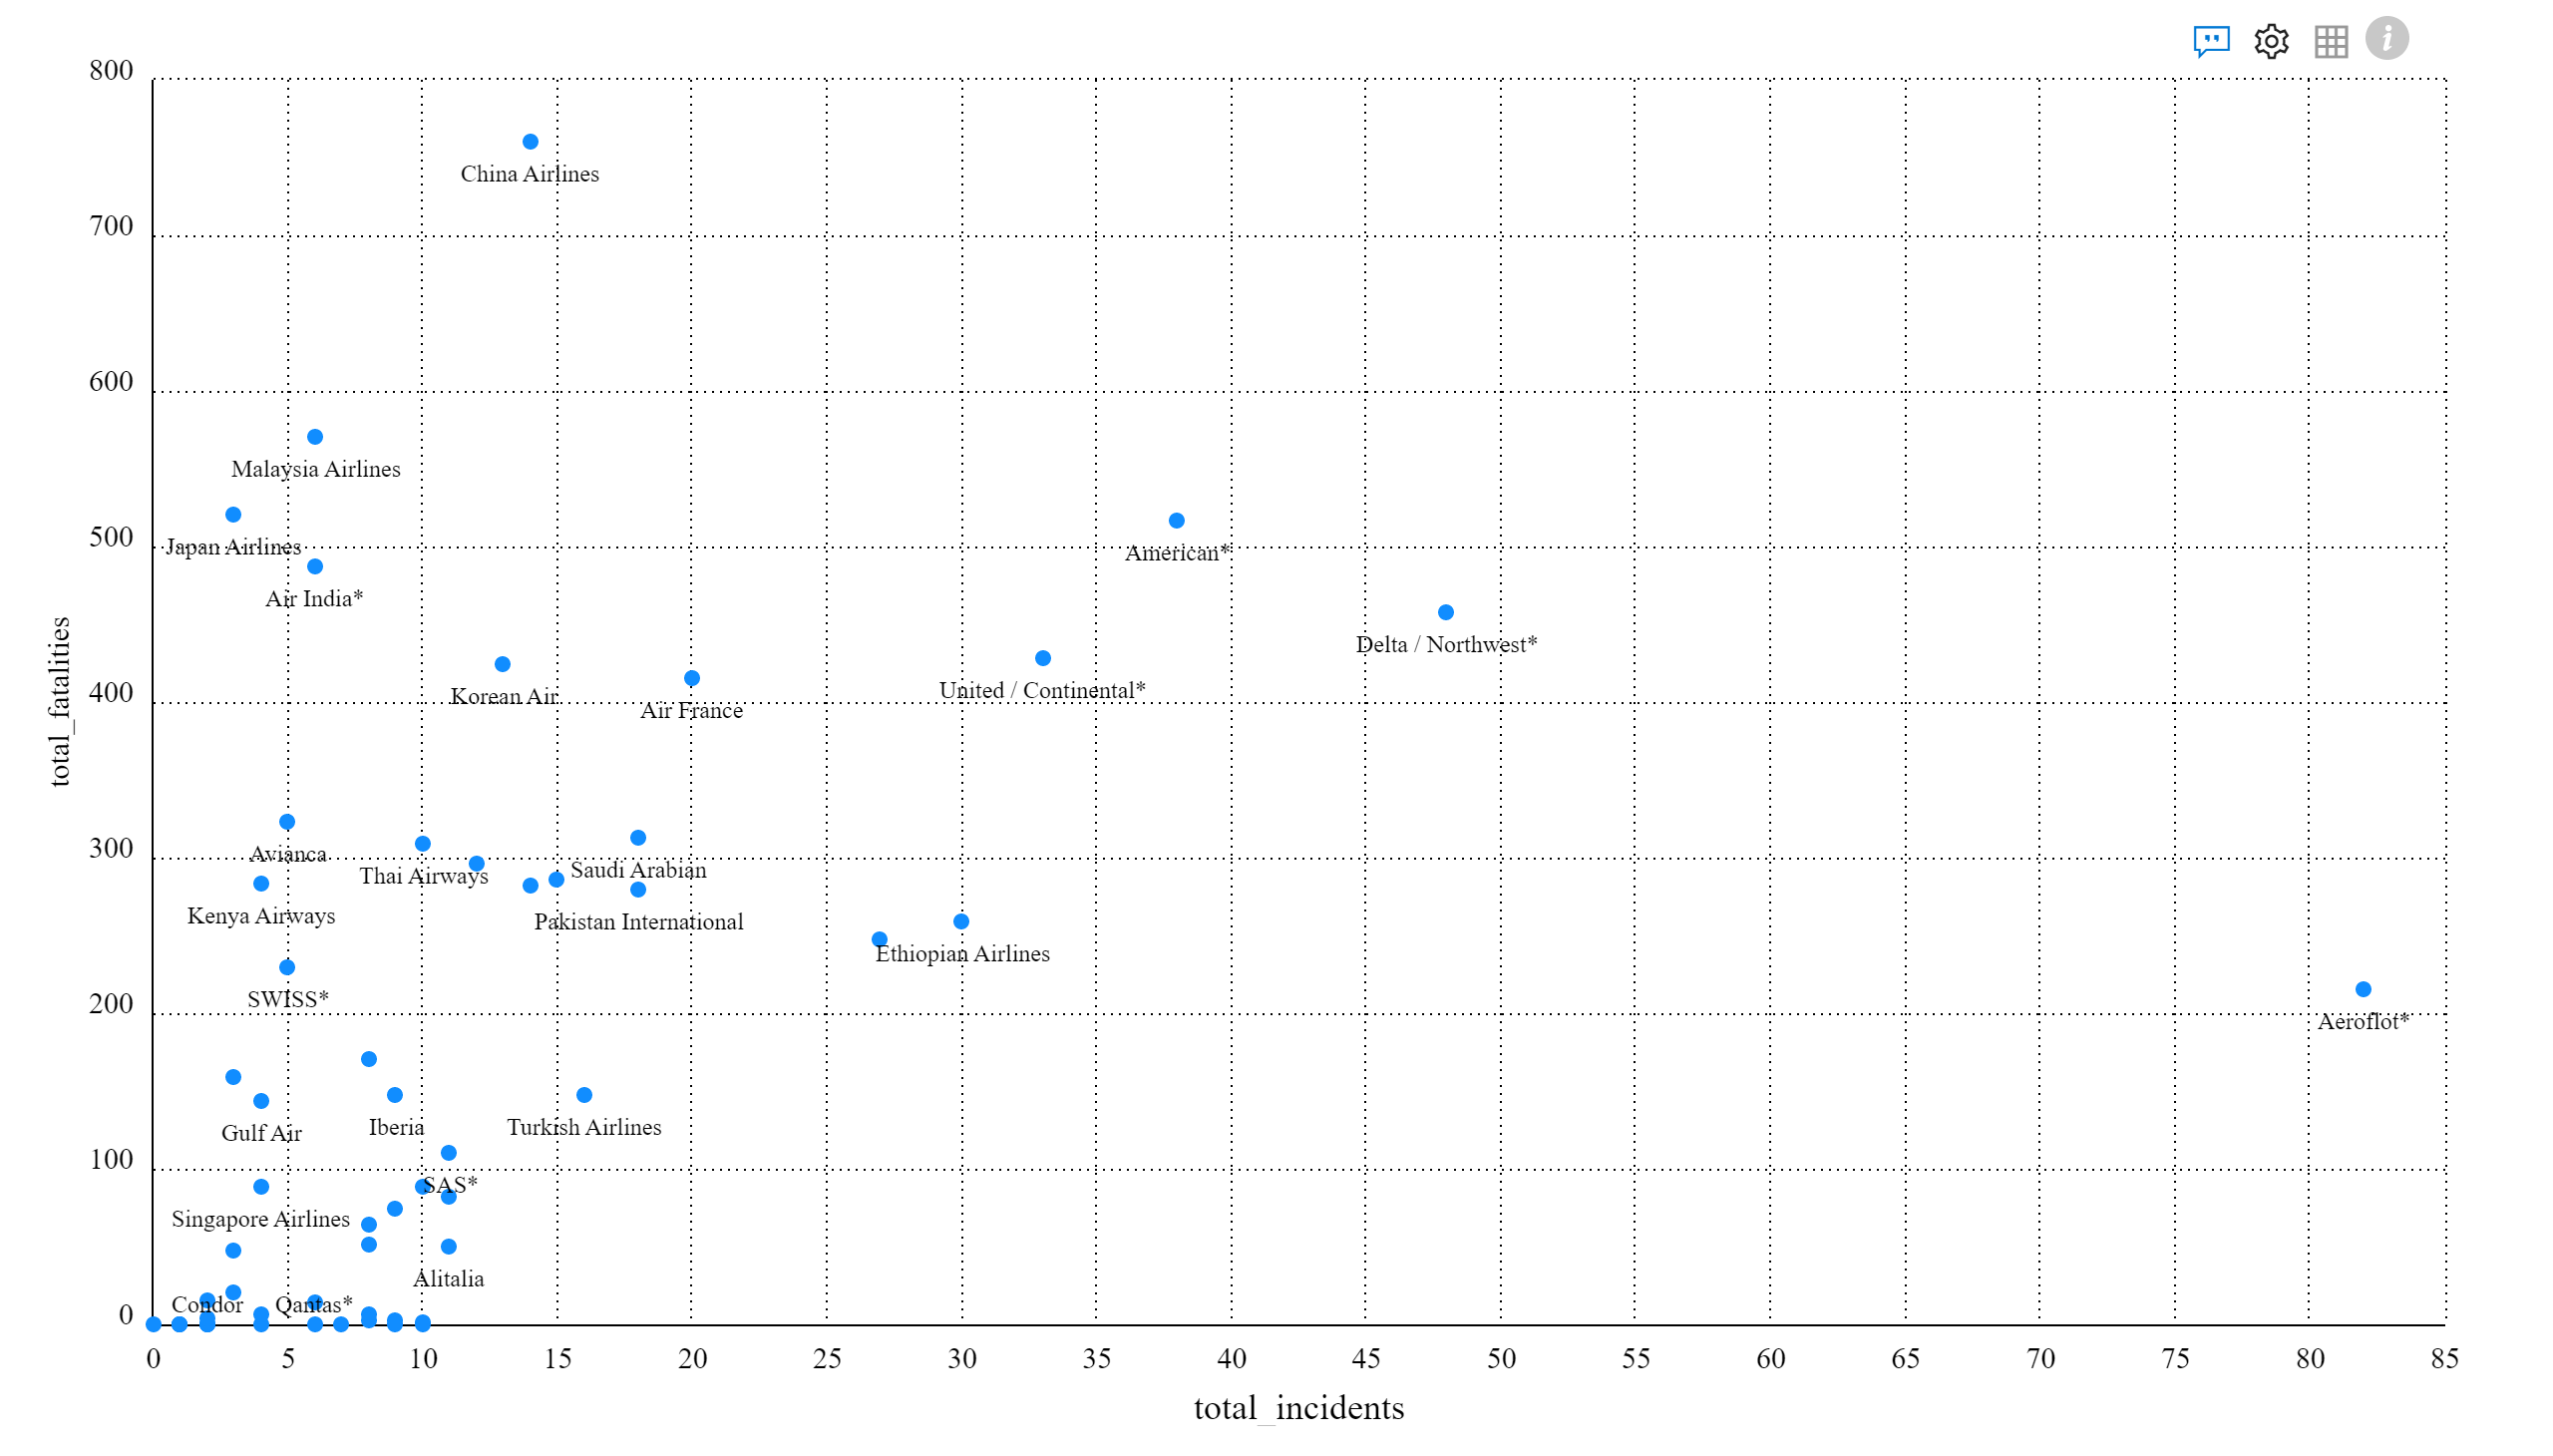 800
China Airlines
700
600
Malaysia Airlines
500
Japan Airlines
American*
Air India*
Delta / Northwest*
total_fatalities
400
Korean Air
United / Continental*
Air France
300
Avianca
Saudi Arabian
Thai Airways
Kenya Airways
Pakistan International
Ethiopian Airlines
200
SWISS*
Aeroflot*
Gulf Air
Iberia
Turkish Airlines
100
SAS*
Singapore Airlines
Alitalia
Condor
Qantas*
0
0 5 10 15 20 25 30 35 40 45 50 55 60 65 70 75 80 85
total_incidents